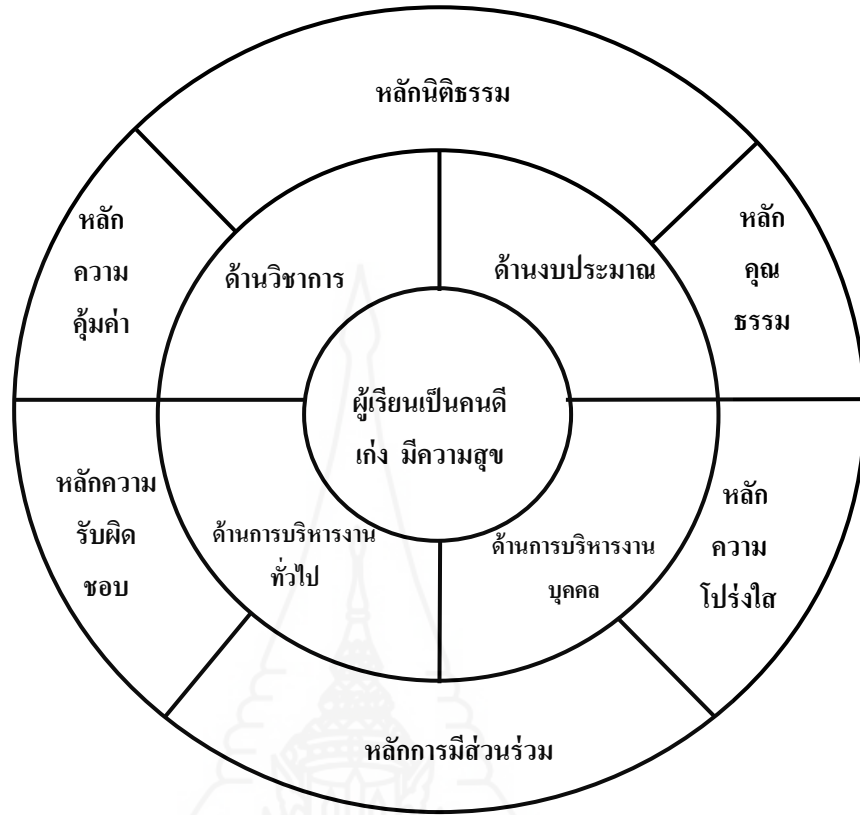 หลักนิติธรรม
หลัก
ความ
คุ้มค่า
หลัก
คุณ
ธรรม
ด้านวิชาการ
ด้านงบประมาณ
ผู้เรียนเป็นคนดี
เก่ง มีความสุข
หลักความ
รับผิด
ชอบ
หลัก
ความ
โปร่งใส
ด้านการบริหารงาน
ทั่วไป
ด้านการบริหารงาน
บุคคล
หลักการมีส่วนร่วม